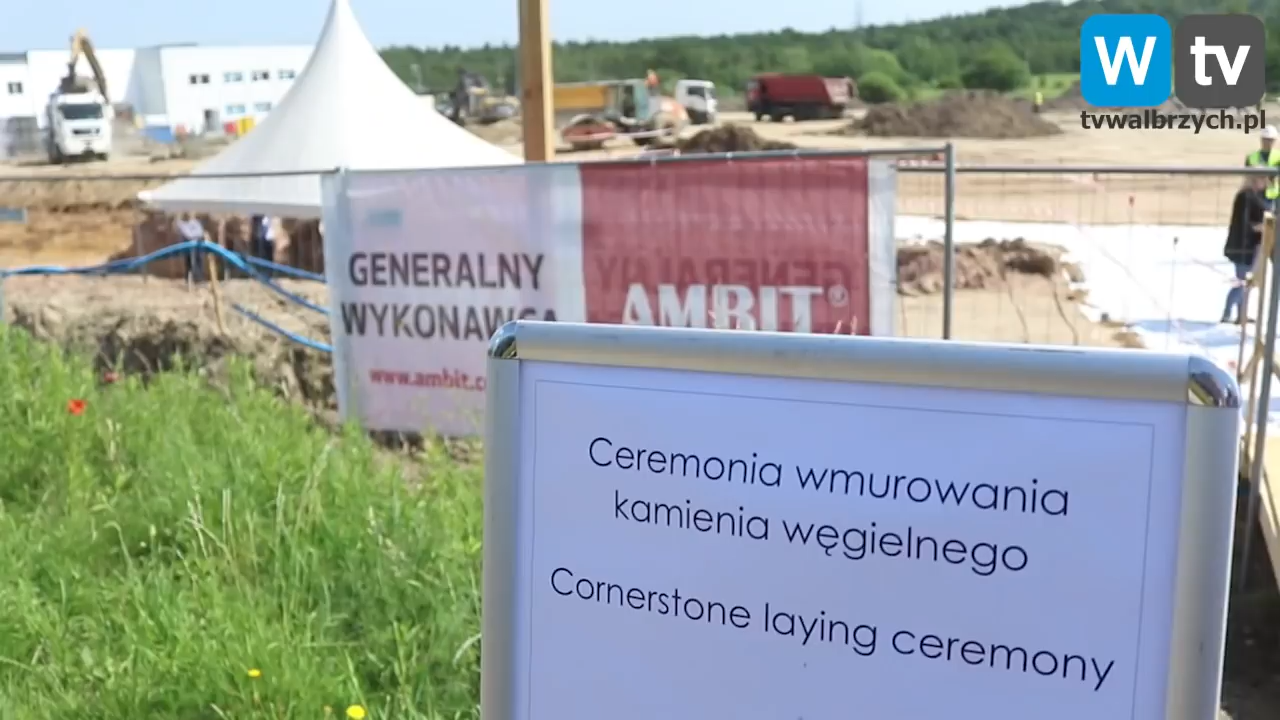 W tv
tvwalbrzych.pl
GENERALNY
WYKONAWCA
www.ambit.c
AMBIT®
Ceremonia wmurowania
kamienia węgielnego
Cornerstone laying ceremony